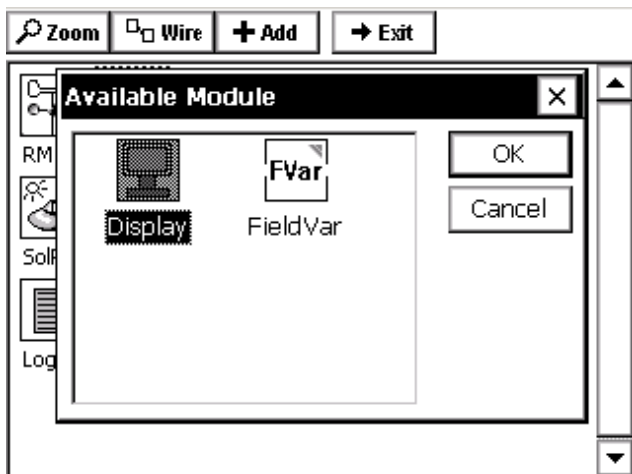 Zoom Wire Add Exit
Available Module
OK
Cancel
FVar
Display FieldVar
RM
Sol
Log